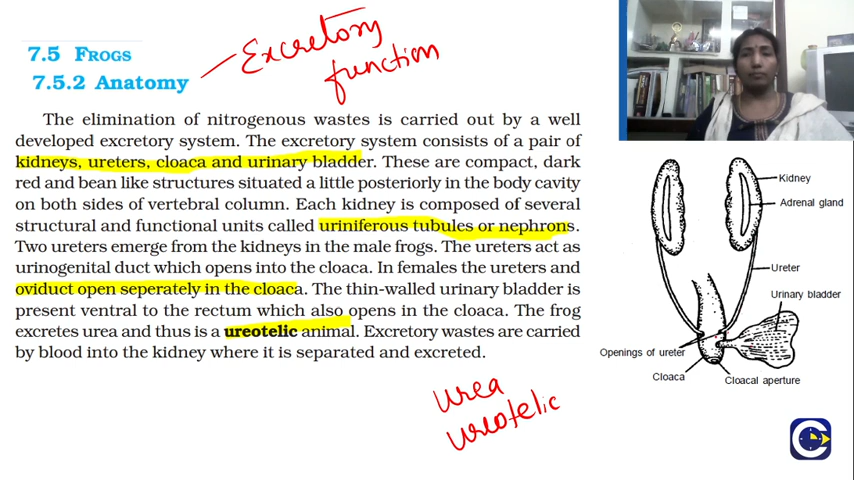 7.5 FROGS
7.5.2 Anatomy
Excretory
function
The elimination of nitrogenous wastes is carried out by a well
developed excretory system. The excretory system consists of a pair of
kidneys, ureters, cloaca and urinary bladder. These are compact, dark
red and bean like structures situated a little posteriorly in the body cavity
on both sides of vertebral column. Each kidney is composed of several
structural and functional units called uriniferous tubules or nephrons.
Two ureters emerge from the kidneys in the male frogs. The ureters act as
urinogenital duct which opens into the cloaca. In females the ureters and
oviduct open seperately in the cloaca. The thin-walled urinary bladder is
present ventral to the rectum which also opens in the cloaca. The frog
excretes urea and thus is a ureotelic animal. Excretory wastes are carried
by blood into the kidney where it is separated and excreted.
urea
ureotelic
Kidney
Adrenal gland
Ureter
Urinary bladder
Openings of ureter
Cloaca
Cloacal aperture